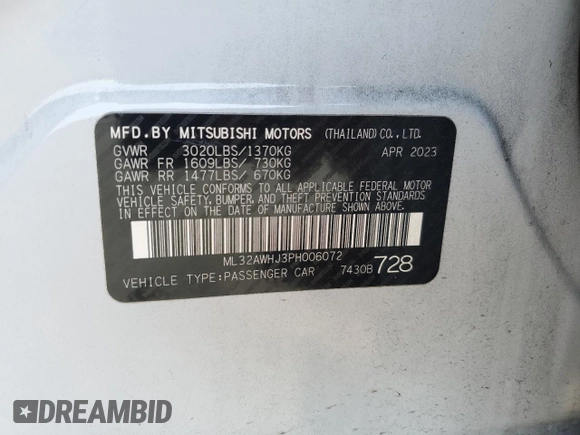 MFD.BY MITSUBISHI MOTORS (THAILAND) CO., LTD.
GVWR 3020LBS/1370KG APR 2023
GAWR FR 1609LBS/ 730KG
GAWR RR 1477LBS/ 670KG
THIS VEHICLE CONFORMS TO ALL APPLICABLE FEDERAL MOTOR
VEHICLE SAFETY, BUMPER, AND THEFT PREVENTION STANDARDS
IN EFFECT ON THE DATE OF MANUFACTURE SHOWN ABOVE.
ML32AWHJ3PH006072
VEHICLE TYPE:PASSENGER CAR 7430B 728
DREAMBID